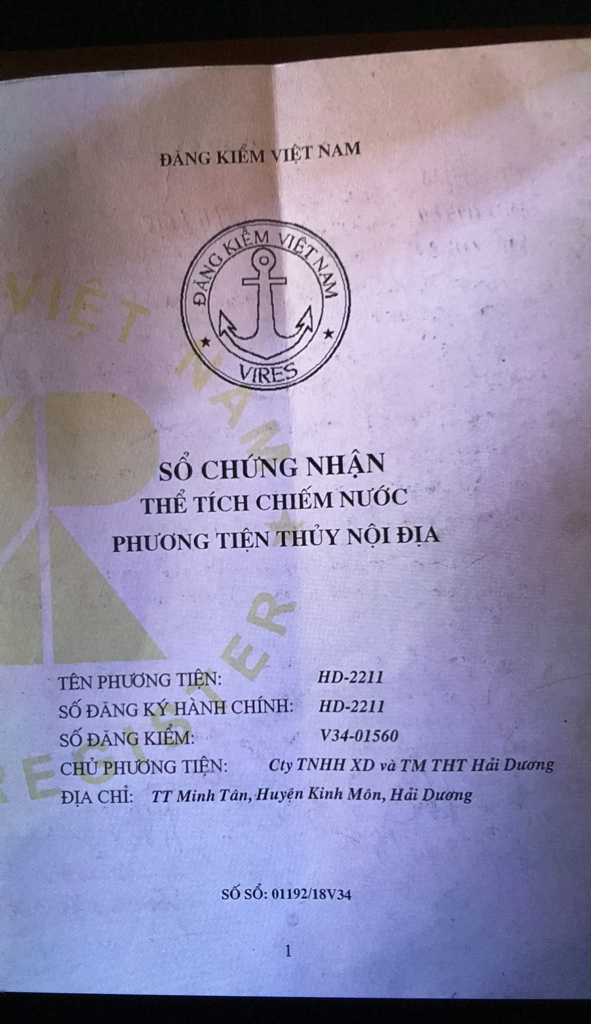 ĐĂNG KIỂM VIỆT NAM
ĐĂNG KIỂM VIỆT NAM
VIRES
VIỆT NAM
REGISTER
SỔ CHỨNG NHẬN
THỂ TÍCH CHIẾM NƯỚC
PHƯƠNG TIỆN THỦY NỘI ĐỊA
TÊN PHƯƠNG TIỆN: HD-2211
SỐ ĐĂNG KÝ HÀNH CHÍNH: HD-2211
SỐ ĐĂNG KIỂM: V34-01560
CHỦ PHƯƠNG TIỆN: Cty TNHH XD và TM THT Hải Dương
ĐỊA CHỈ: TT Minh Tân, Huyện Kinh Môn, Hải Dương
SỐ SỔ: 01192/18V34
1